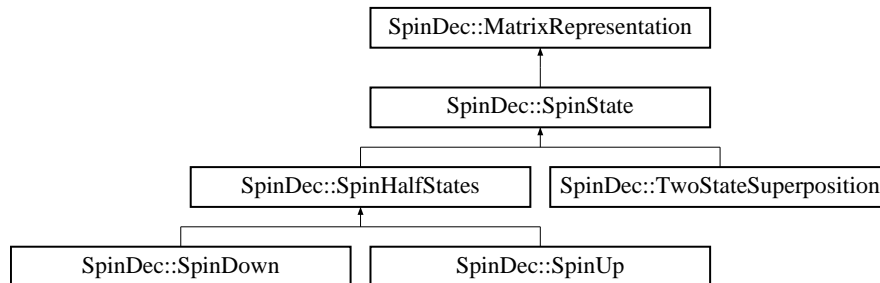 SpinDec::MatrixRepresentation
SpinDec::SpinState
SpinDec::SpinHalfStates
SpinDec::TwoStateSuperposition
SpinDec::SpinDown
SpinDec::SpinUp